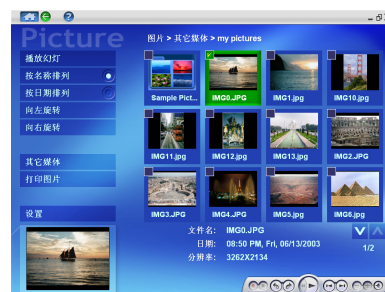 Picture
图片 > 其它媒体 > my pictures
播放幻灯
按名称排列
按日期排列
向左旋转
向右旋转
其它媒体
打印图片
设置
Sample Pict...
IMG0.JPG
IMG1.jpg
IMG10.jpg
IMG11.jpg
IMG12.jpg
IMG13.jpg
IMG2.JPG
IMG3.JPG
IMG4.JPG
IMG5.jpg
IMG6.jpg
文件名: IMG0.JPG
日期: 08:50 PM, Fri, 06/13/2003
分辨率: 3262X2134
1/2